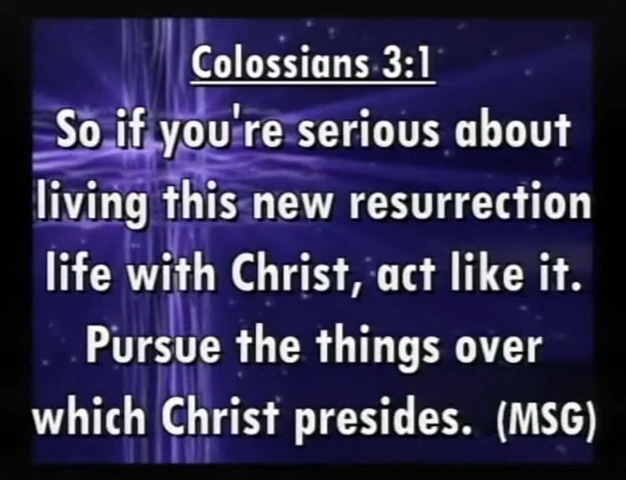 Colossians 3:1
So if you're serious about
living this new resurrection
life with Christ, act like it.
Pursue the things over
which Christ presides. (MSG)